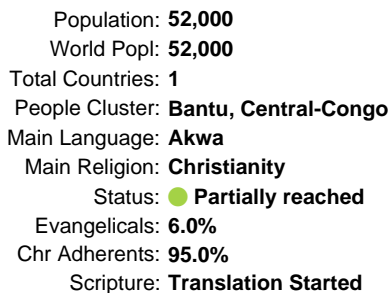 Population: 52,000
World Popl: 52,000
Total Countries: 1
People Cluster: Bantu, Central-Congo
Main Language: Akwa
Main Religion: Christianity
Status: Partially reached
Evangelicals: 6.0%
Chr Adherents: 95.0%
Scripture: Translation Started